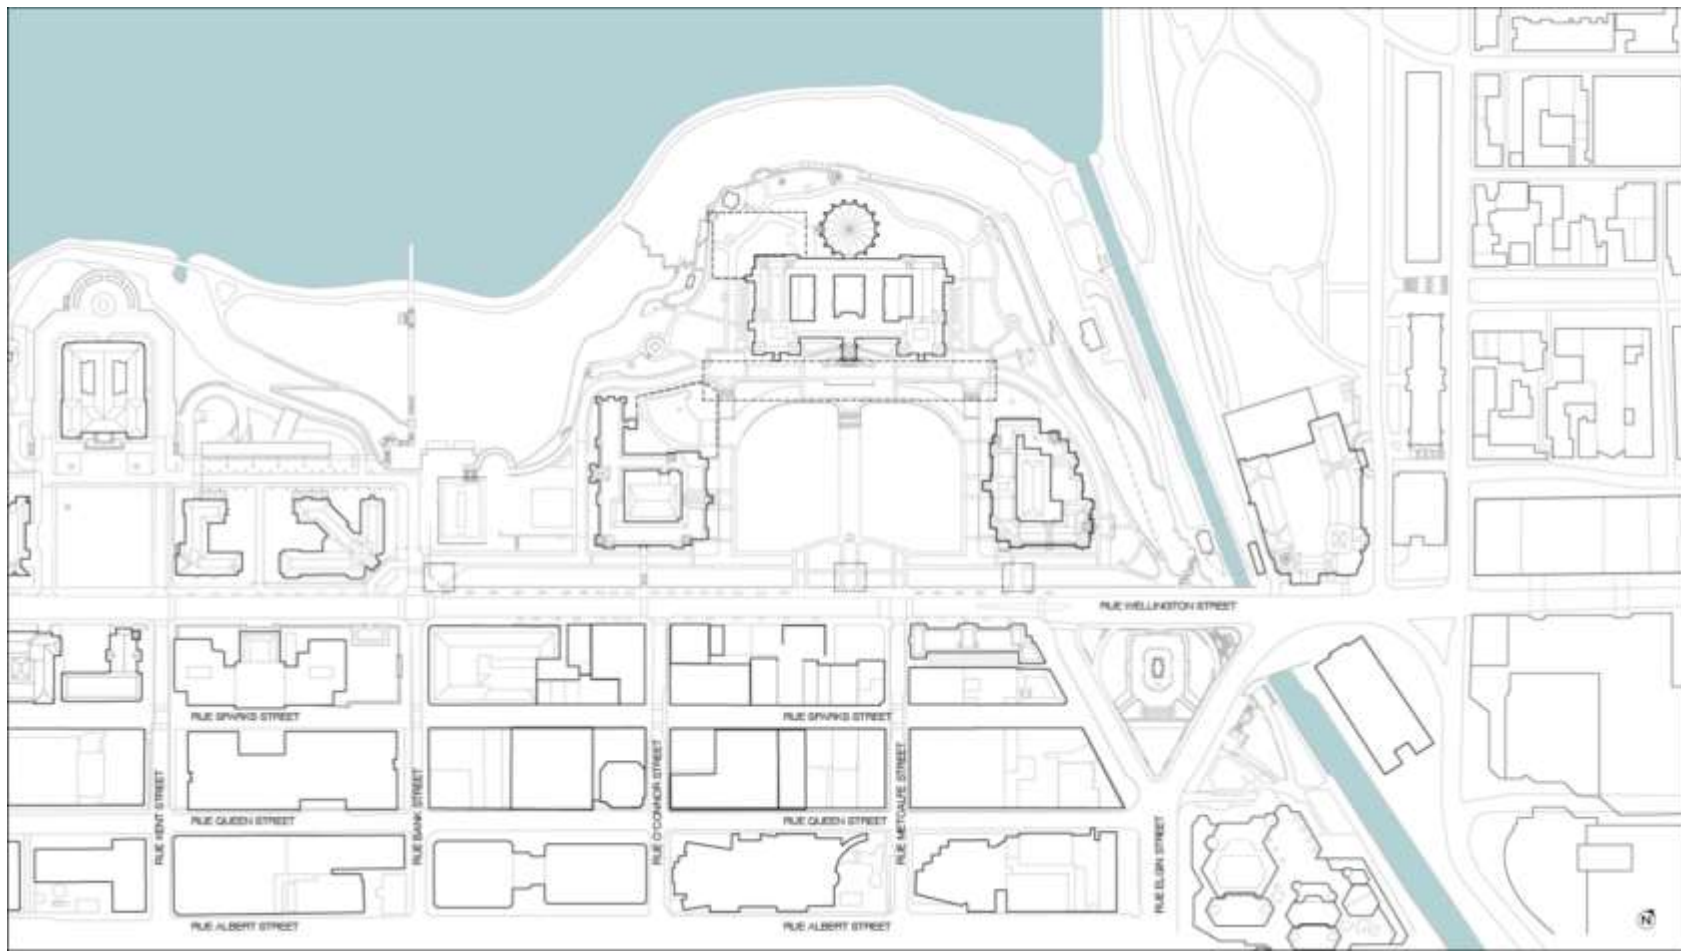 RUE WELLINGTON STREET
RUE SPARKS STREET
RUE SPARKS STREET
RUE KENT STREET
RUE BANK STREET
RUE O'CONNOR STREET
RUE METCALFE STREET
RUE QUEEN STREET
RUE QUEEN STREET
RUE ELGIN STREET
RUE ALBERT STREET
RUE ALBERT STREET
N